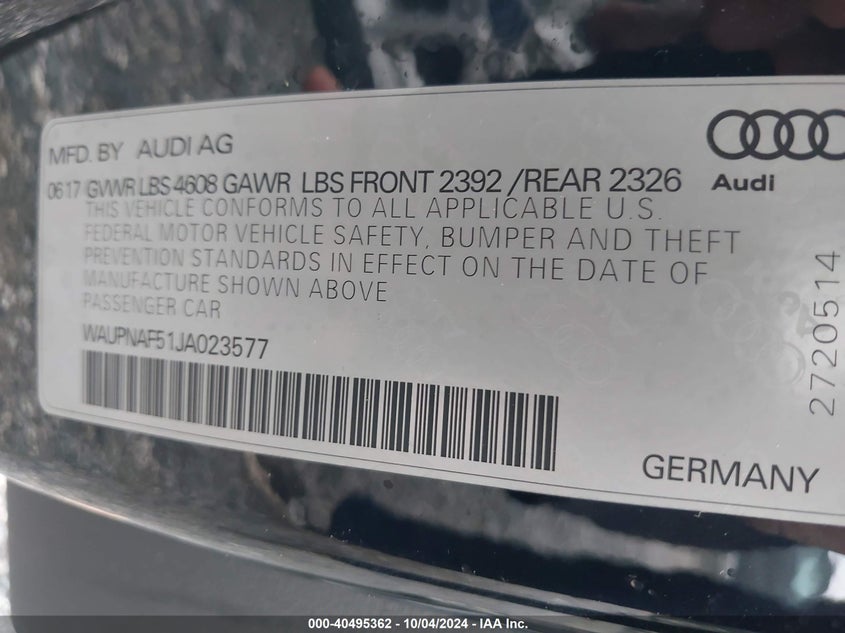 MFD. BY AUDI AG
0617 GVWR LBS 4608 GAWR LBS FRONT 2392 /REAR 2326
THIS VEHICLE CONFORMS TO ALL APPLICABLE U.S.
FEDERAL MOTOR VEHICLE SAFETY, BUMPER AND THEFT
PREVENTION STANDARDS IN EFFECT ON THE DATE OF
MANUFACTURE SHOWN ABOVE
PASSENGER CAR
WAUPNAF51JA023577
Audi
2720514
GERMANY
000-40495362 - 10/04/2024 - IAA Inc.